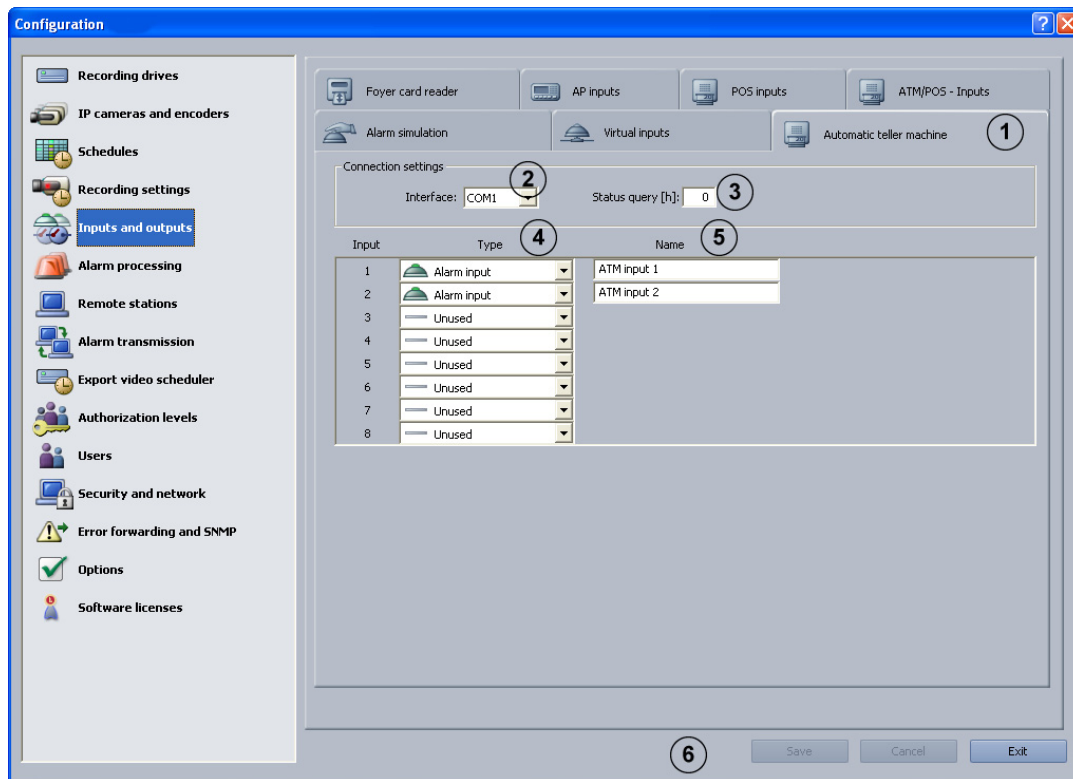 Configuration
Recording drives
IP cameras and encoders
Schedules
Recording settings
Inputs and outputs
Alarm processing
Remote stations
Alarm transmission
Export video scheduler
Authorization levels
Users
Security and network
Error forwarding and SNMP
Options
Software licenses
Foyer card reader
AP inputs
POS inputs
ATM/POS - Inputs
Alarm simulation
Virtual inputs
Automatic teller machine
1
Connection settings
Interface: COM1
2
Status query [h]: 0
3
Input Type 4 Name 5
1 Alarm input ATM input 1
2 Alarm input ATM input 2
3 Unused
4 Unused
5 Unused
6 Unused
7 Unused
8 Unused
6
Save
Cancel
Exit